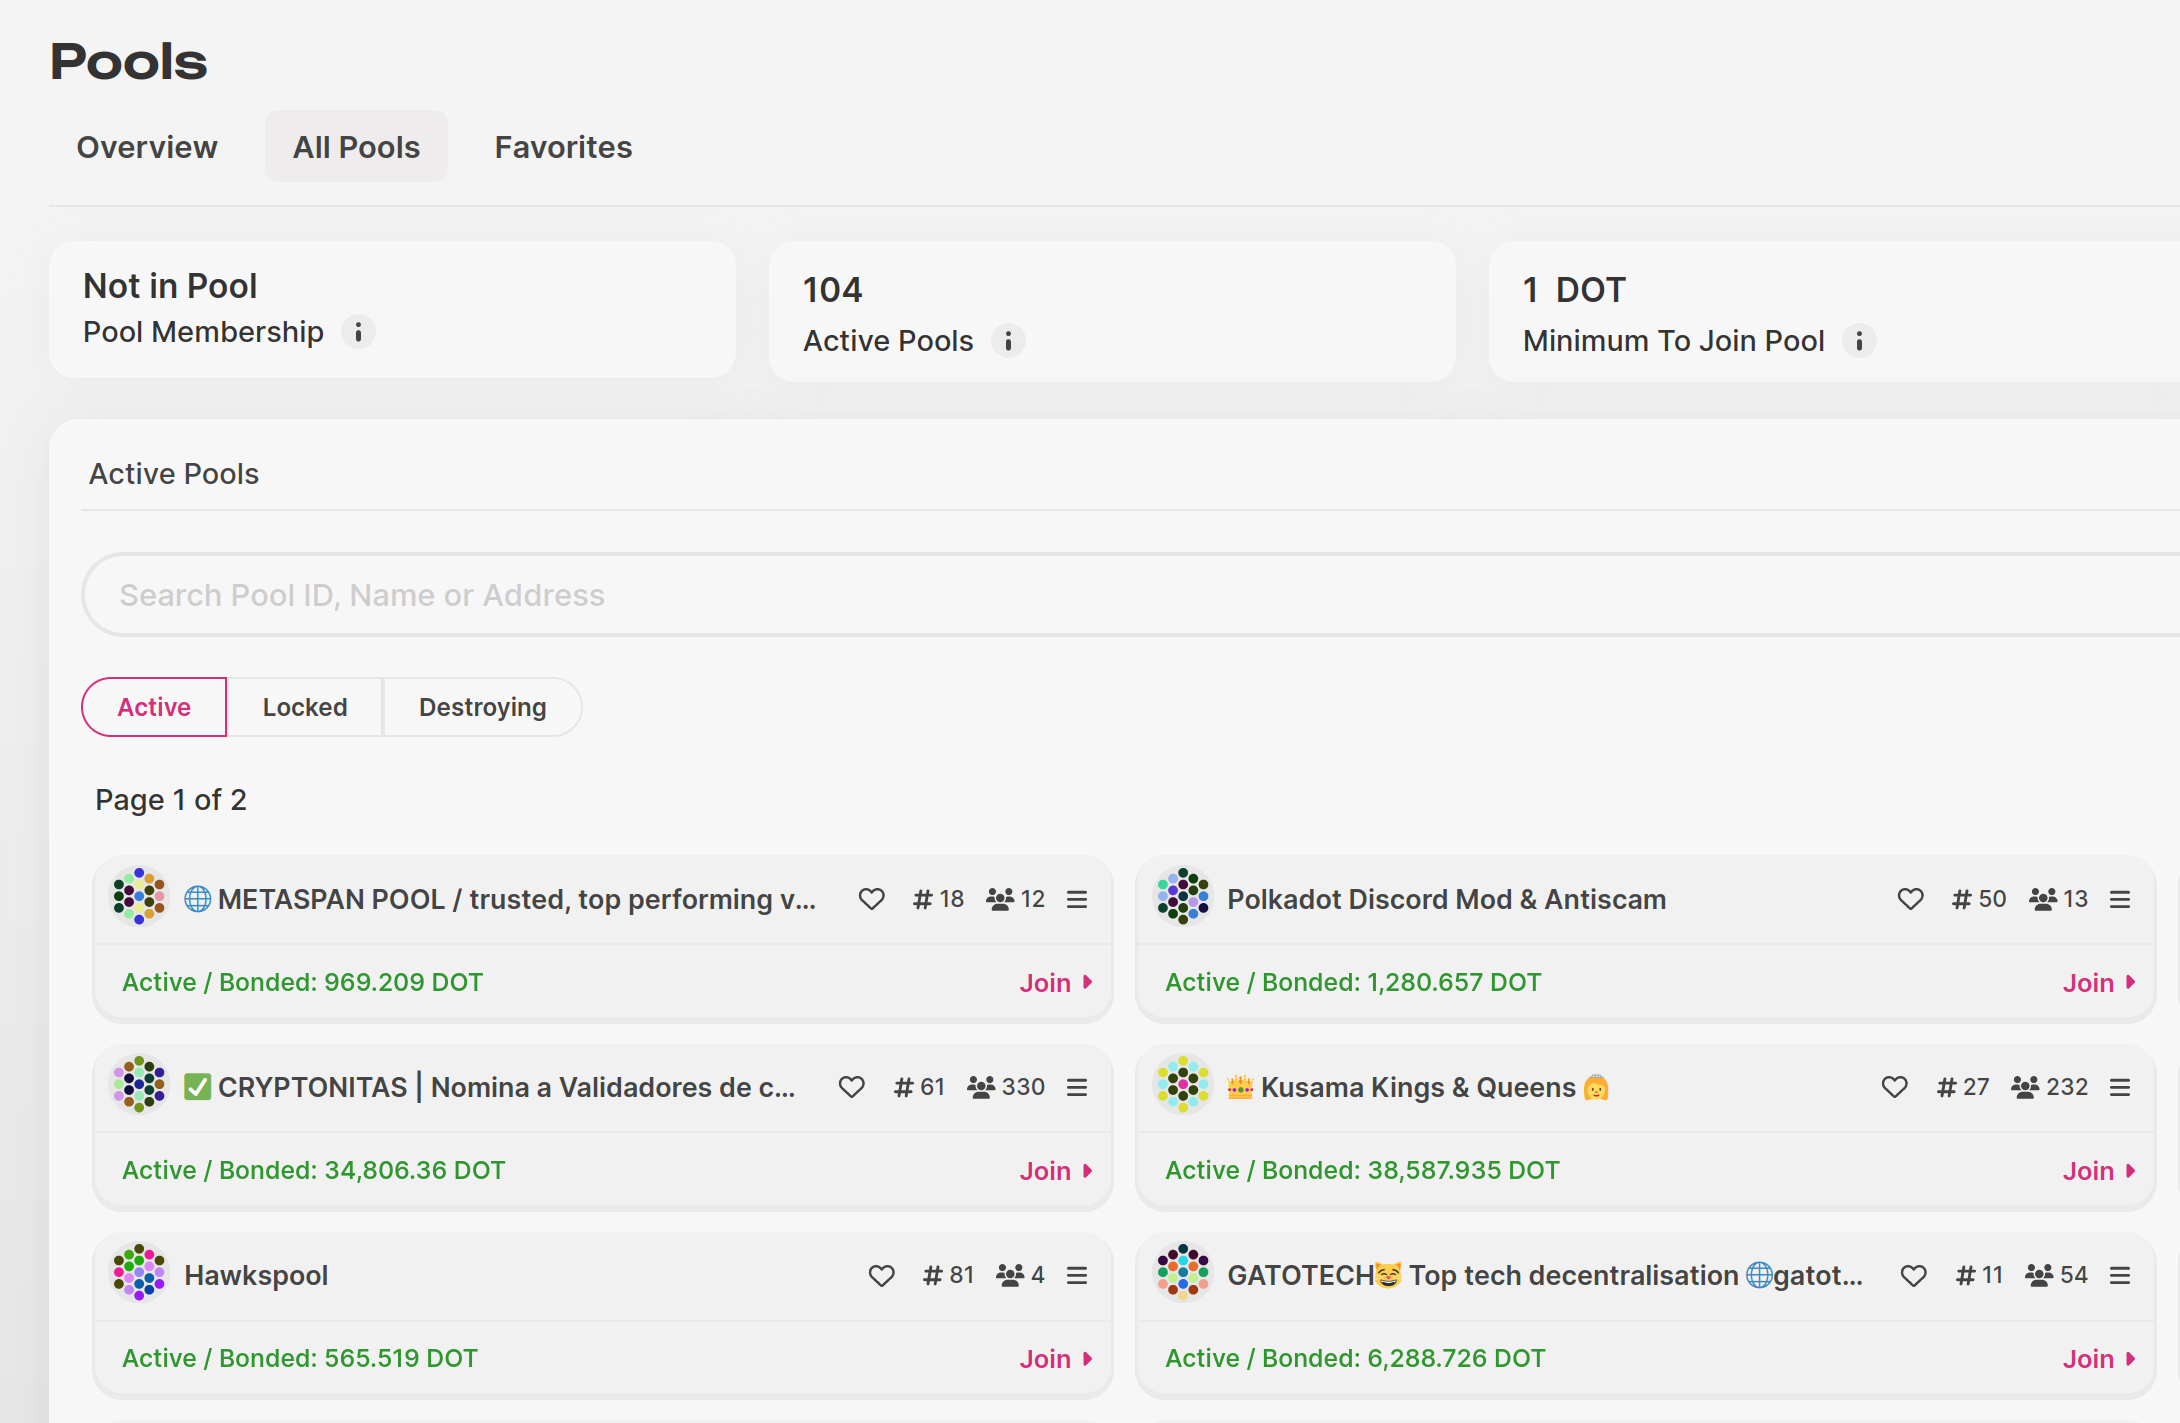 Pools
Overview All Pools Favorites
Not in Pool
Pool Membership
104
Active Pools
1 DOT
Minimum To Join Pool
Active Pools
Search Pool ID, Name or Address
Active Locked Destroying
Page 1 of 2
🌐 METASPAN POOL / trusted, top performing v... # 18 12
Active / Bonded: 969.209 DOT Join
Polkadot Discord Mod & Antiscam # 50 13
Active / Bonded: 1,280.657 DOT Join
✅ CRYPTONITAS | Nomina a Validadores de c... # 61 330
Active / Bonded: 34,806.36 DOT Join
👑 Kusama Kings & Queens 👸 # 27 232
Active / Bonded: 38,587.935 DOT Join
Hawkspool # 81 4
Active / Bonded: 565.519 DOT Join
GATOTECH😸 Top tech decentralisation 🌐gatot... # 11 54
Active / Bonded: 6,288.726 DOT Join